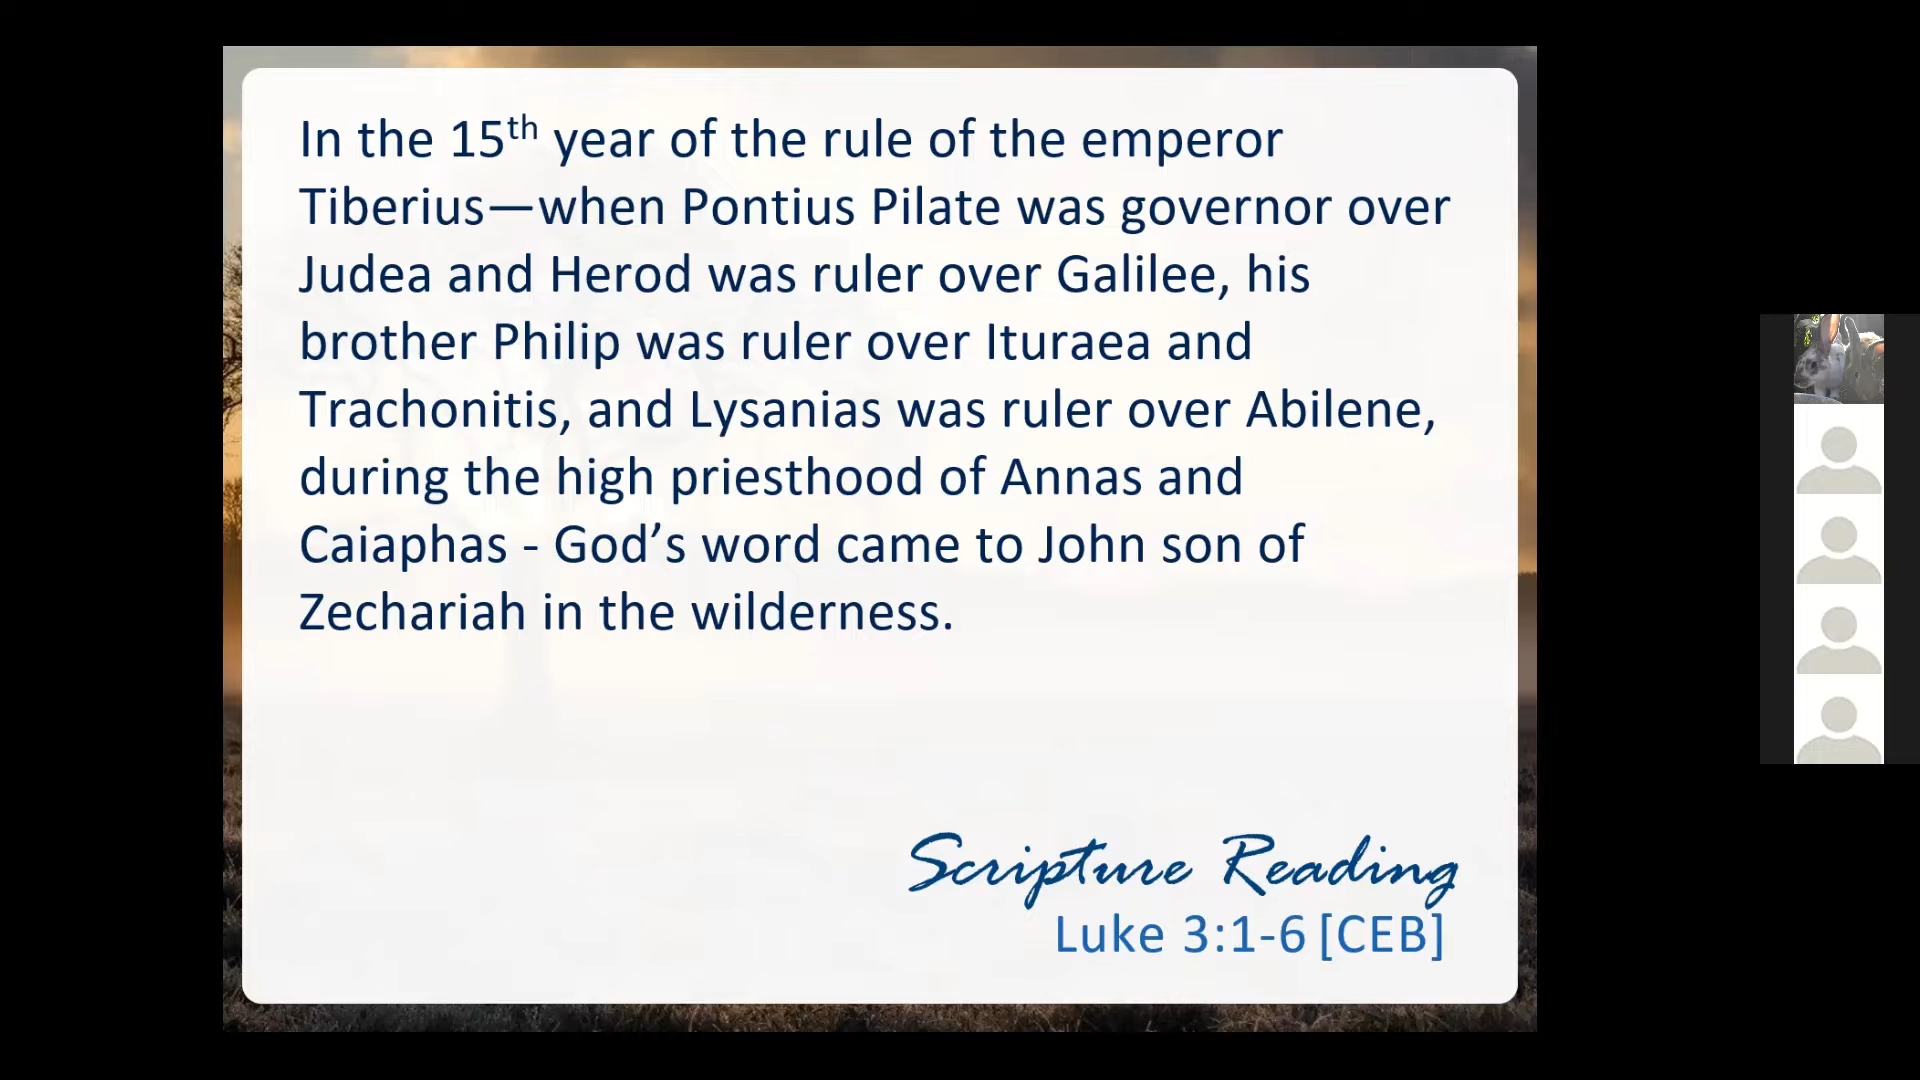 In the 15th year of the rule of the emperor
Tiberius—when Pontius Pilate was governor over
Judea and Herod was ruler over Galilee, his
brother Philip was ruler over Ituraea and
Trachonitis, and Lysanias was ruler over Abilene,
during the high priesthood of Annas and
Caiaphas - God’s word came to John son of
Zechariah in the wilderness.
Scripture Reading
Luke 3:1-6 [CEB]